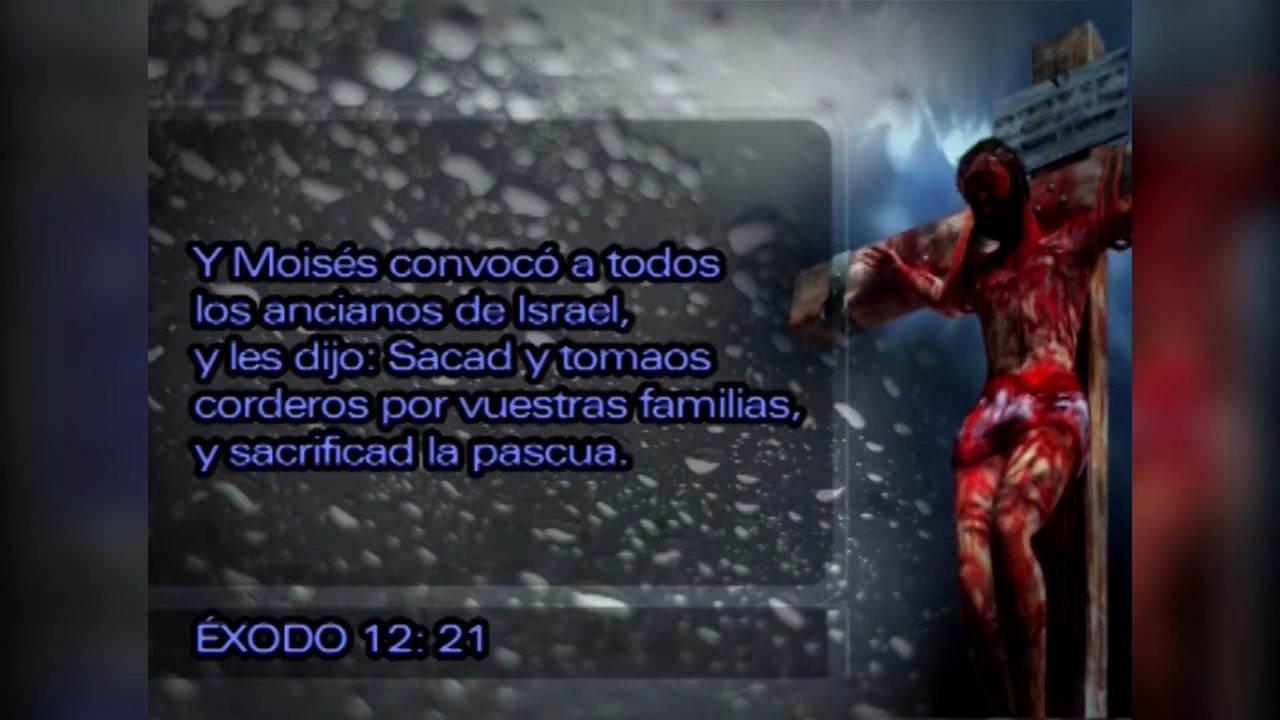 Y Moisés convocó a todos
los ancianos de Israel,
y les dijo: Sacad y tomaos
corderos por vuestras familias,
y sacrificad la pascua.
ÉXODO 12: 21